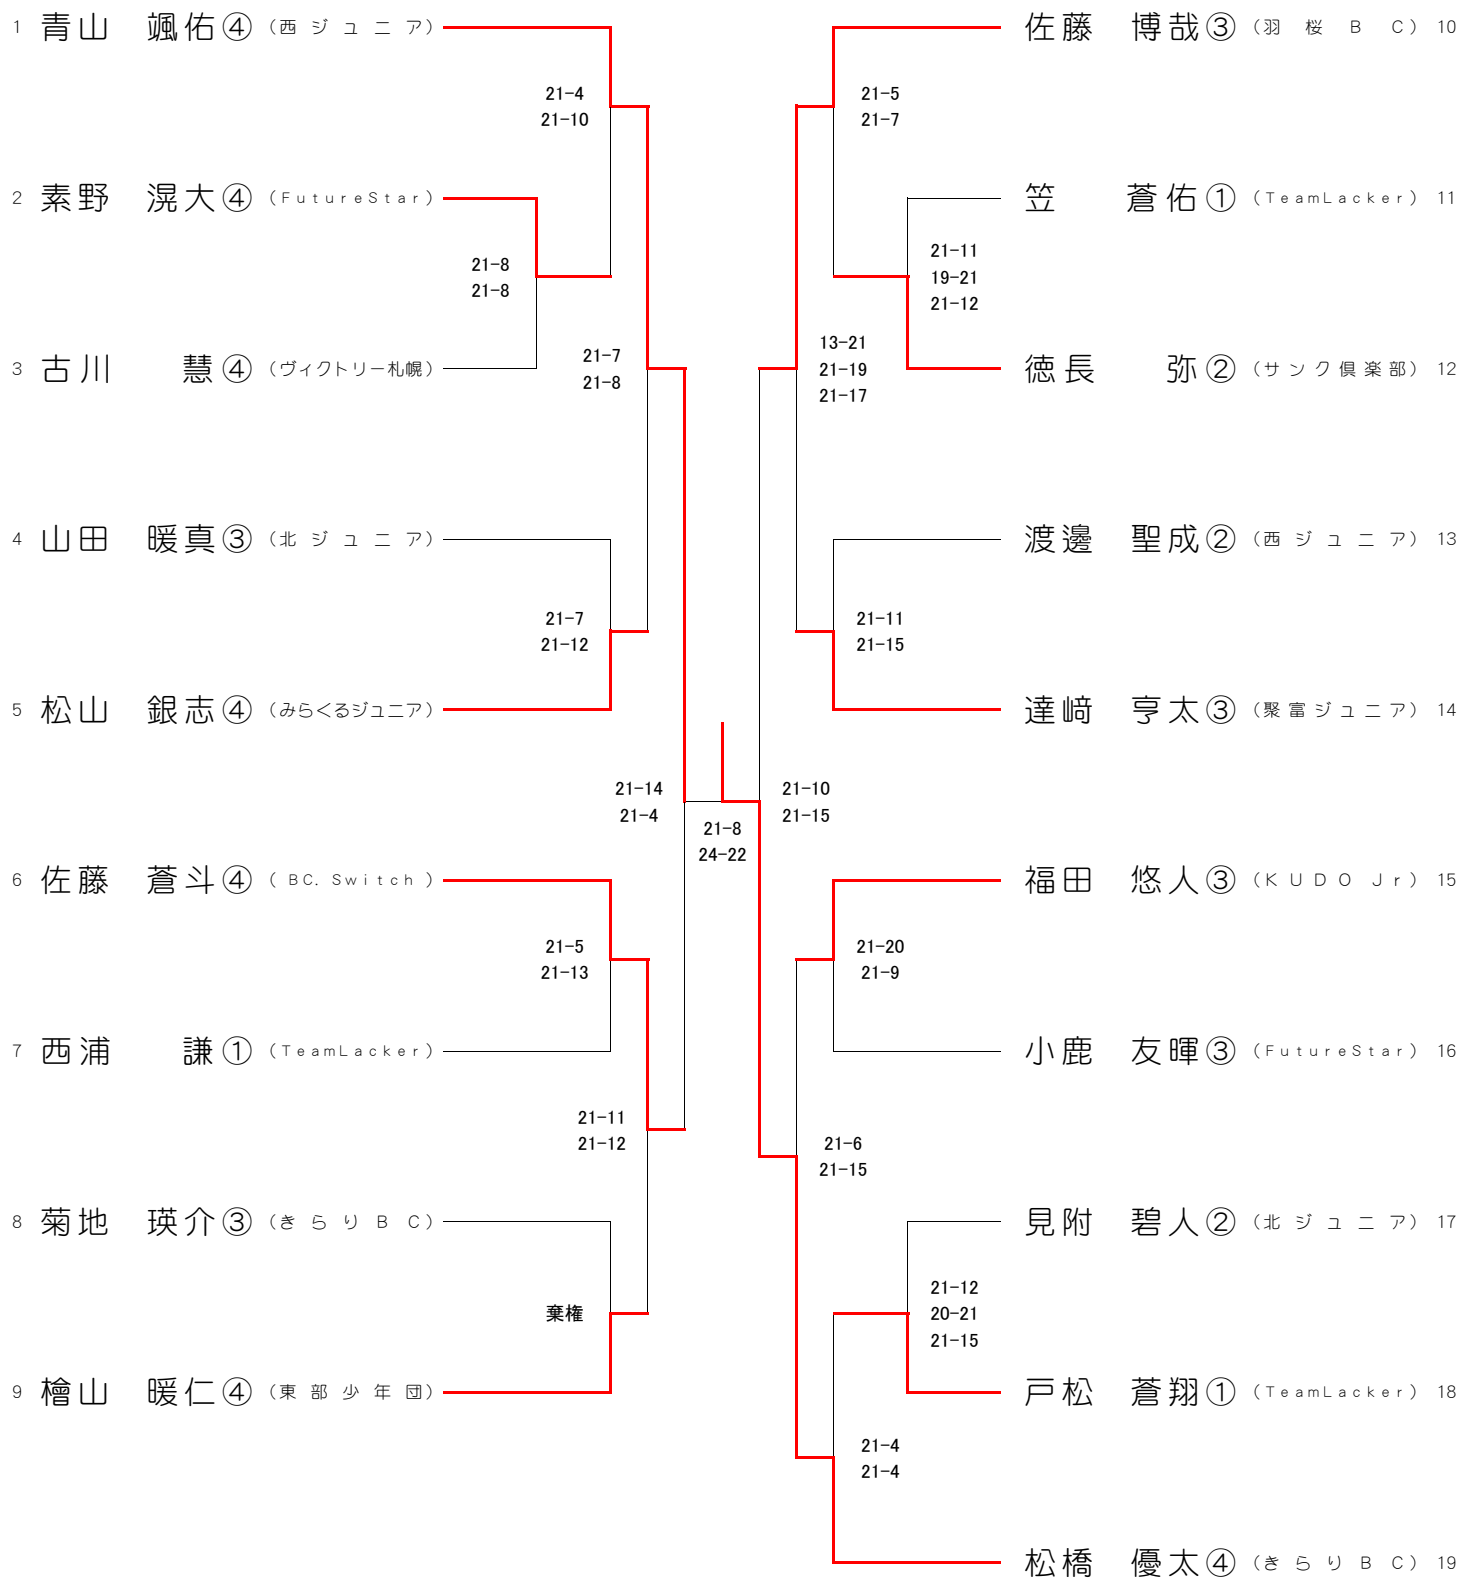 1 青山 颯佑④ (西ジュニア)
21-4
21-10
2 素野 滉大④ (FutureStar)
21-8
21-8
3 古川 慧④ (ヴィクトリー札幌)
21-7
21-8
4 山田 暖真③ (北ジュニア)
21-7
21-12
5 松山 銀志④ (みらくるジュニア)
21-14
21-4
6 佐藤 蒼斗④ (BC. Switch)
21-5
21-13
7 西浦 謙① (TeamLacker)
21-11
21-12
8 菊地 瑛介③ (きらりBC)
棄権
9 檜山 暖仁④ (東部少年団)
21-8
24-22
佐藤 博哉③ (羽桜BC) 10
21-5
21-7
笠 蒼佑① (TeamLacker) 11
21-11
19-21
21-12
徳長 弥② (サンク倶楽部) 12
13-21
21-19
21-17
渡邊 聖成② (西ジュニア) 13
21-11
21-15
達﨑 亨太③ (聚富ジュニア) 14
21-10
21-15
福田 悠人③ (KUDO Jr) 15
21-20
21-9
小鹿 友暉③ (FutureStar) 16
21-6
21-15
見附 碧人② (北ジュニア) 17
21-12
20-21
21-15
戸松 蒼翔① (TeamLacker) 18
21-4
21-4
松橋 優太④ (きらりBC) 19